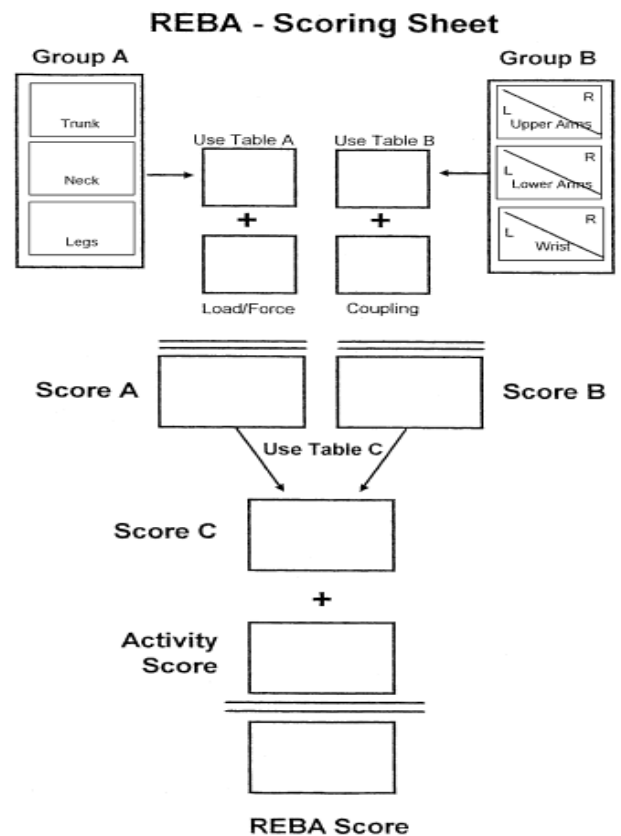 REBA - Scoring Sheet
Group A
Group B
Trunk
Neck
Legs
Use Table A
Use Table B
+
+
Load/Force
Coupling
L
R
Upper Arms
L
R
Lower Arms
L
R
Wrist
Score A
Score B
Use Table C
Score C
+
Activity
Score
REBA Score